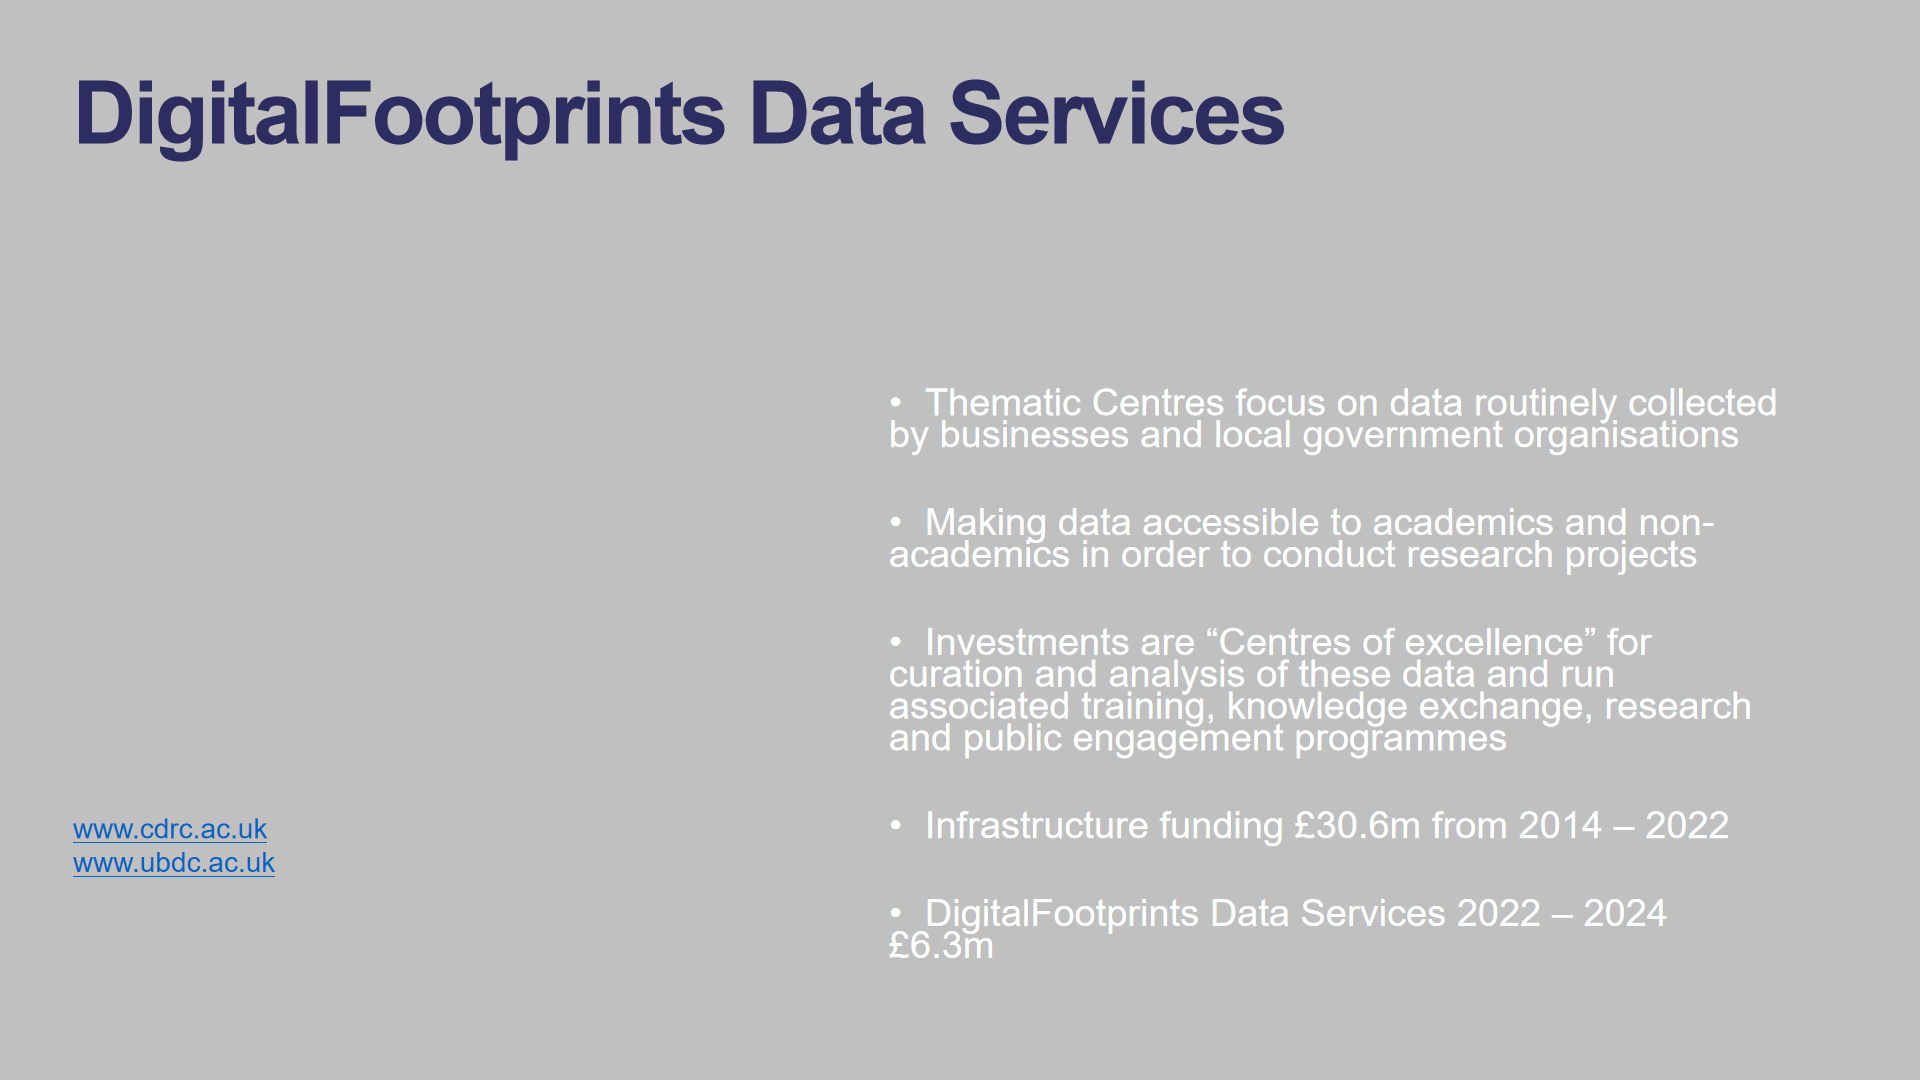 DigitalFootprints Data Services
• Thematic Centres focus on data routinely collected
by businesses and local government organisations
• Making data accessible to academics and non-
academics in order to conduct research projects
• Investments are “Centres of excellence” for
curation and analysis of these data and run
associated training, knowledge exchange, research
and public engagement programmes
• Infrastructure funding £30.6m from 2014 – 2022
• DigitalFootprints Data Services 2022 – 2024
£6.3m
www.cdrc.ac.uk
www.ubdc.ac.uk